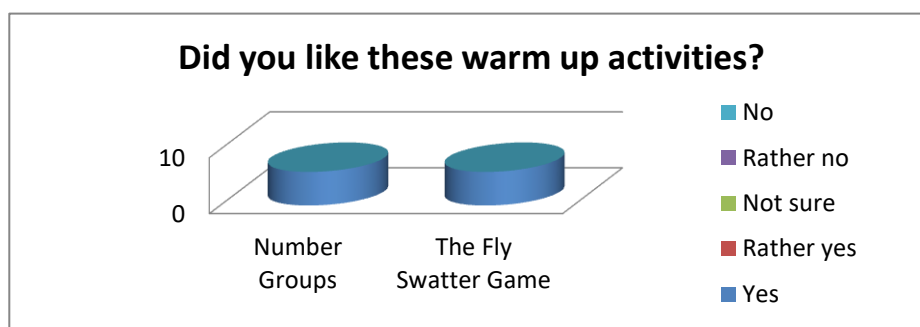 Did you like these warm up activities?
10
0
Number
Groups
The Fly
Swatter Game
No
Rather no
Not sure
Rather yes
Yes